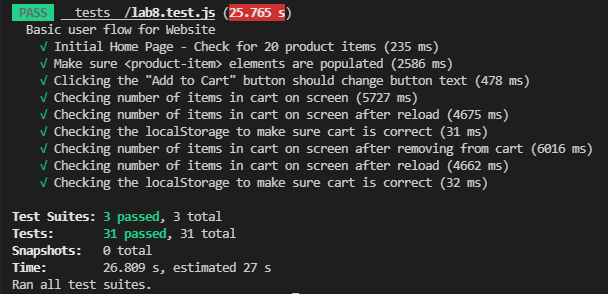 PASS __tests__/lab8.test.js (25.765 s)
Basic user flow for Website
√ Initial Home Page - Check for 20 product items (235 ms)
√ Make sure <product-item> elements are populated (2586 ms)
√ Clicking the "Add to Cart" button should change button text (478 ms)
√ Checking number of items in cart on screen (5727 ms)
√ Checking number of items in cart on screen after reload (4675 ms)
√ Checking the localStorage to make sure cart is correct (31 ms)
√ Checking number of items in cart on screen after removing from cart (6016 ms)
√ Checking number of items in cart on screen after reload (4662 ms)
√ Checking the localStorage to make sure cart is correct (32 ms)
Test Suites: 3 passed, 3 total
Tests: 31 passed, 31 total
Snapshots: 0 total
Time: 26.809 s, estimated 27 s
Ran all test suites.